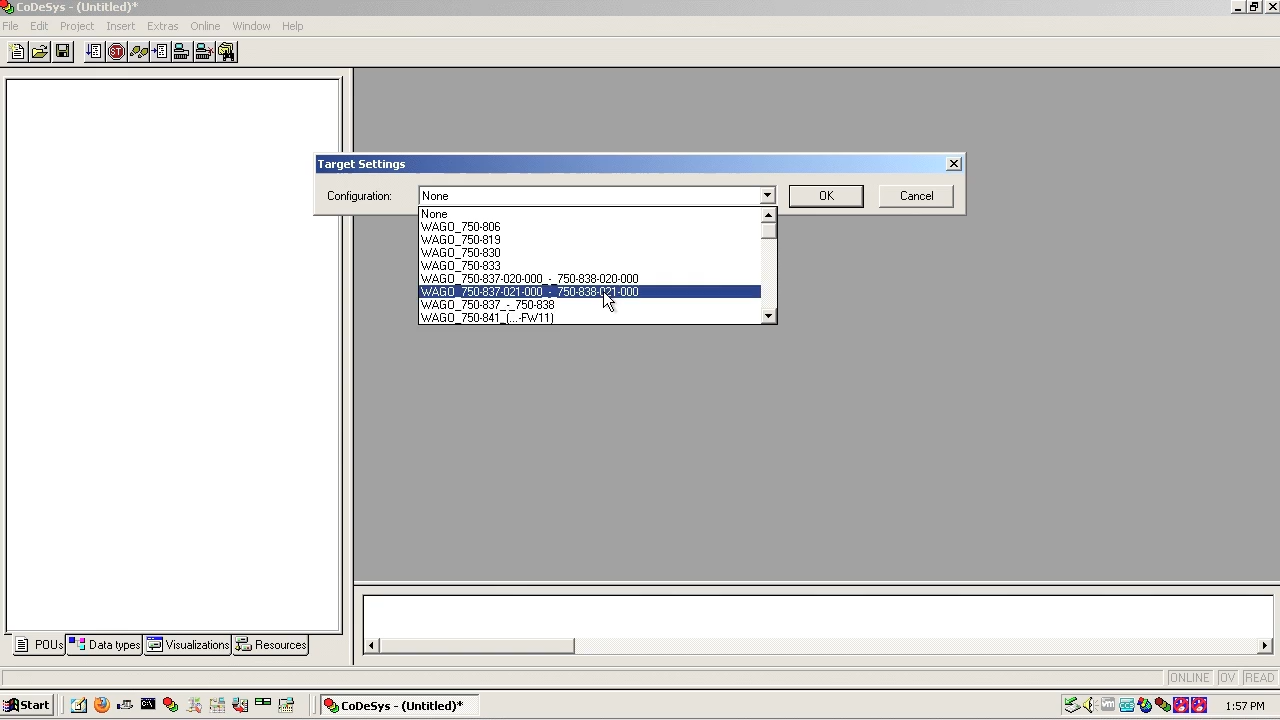 CoDeSys - (Untitled)*
File Edit Project Insert Extras Online Window Help
Target Settings
Configuration: None OK Cancel
None
WAGO_750-806
WAGO_750-819
WAGO_750-830
WAGO_750-833
WAGO_750-837-020-000_-_750-838-020-000
WAGO_750-837-021-000_-_750-838-021-000
WAGO_750-837_-_750-838
WAGO_750-841_(...-FW11)
POUs Data types Visualizations Resources
ONLINE OV READ
Start CoDeSys - (Untitled)* 1:57 PM